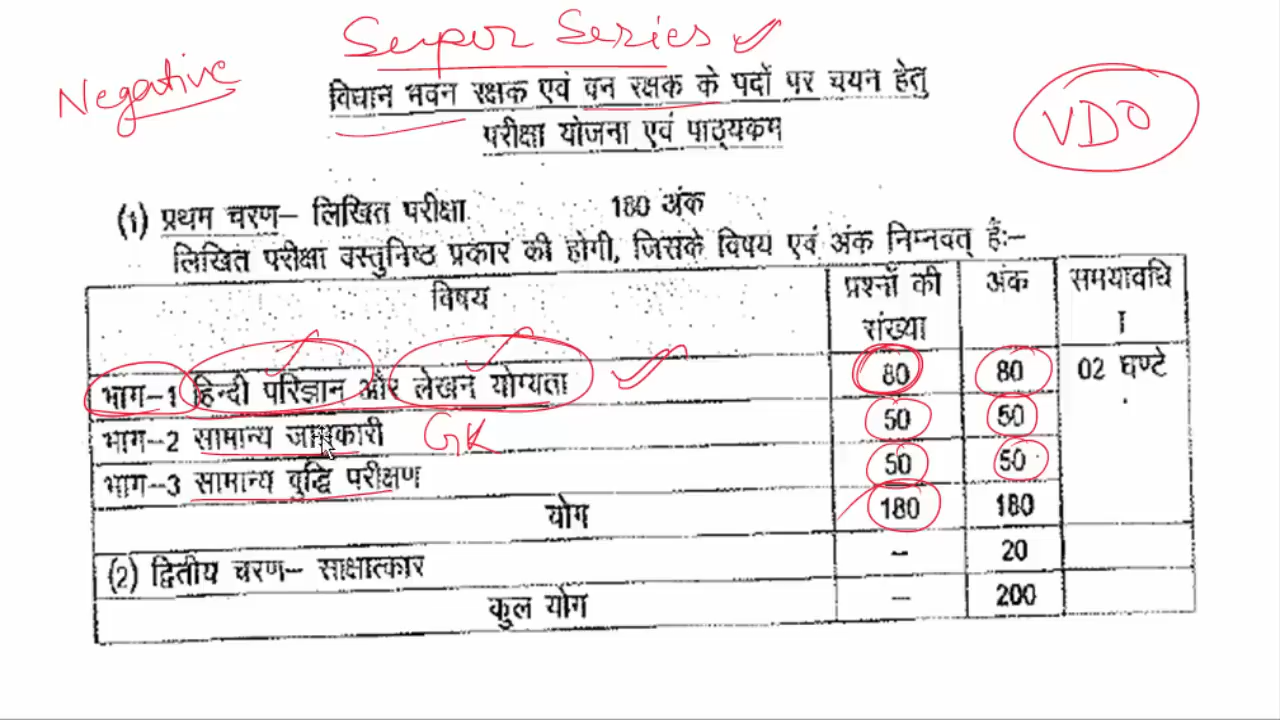 Super Series
Negative
विधान भवन रक्षक एवं वन रक्षक के पदों पर चयन हेतु
परीक्षा योजना एवं पाठ्यकम
VDO
(1) प्रथम चरण– लिखित परीक्षा 180 अंक
लिखित परीक्षा वस्तुनिष्ठ प्रकार की होगी, जिसके विषय एवं अंक निम्नवत् हैः–
विषय प्रश्नों की संख्या अंक समयावधि
भाग–1 हिन्दी परिज्ञान और लेखन योग्यता 80 80 02 घण्टे
भाग–2 सामान्य जानकारी GK 50 50
भाग–3 सामान्य बुद्धि परीक्षण 50 50
योग 180 180
(2) द्वितीय चरण– साक्षात्कार – 20
कुल योग – 200